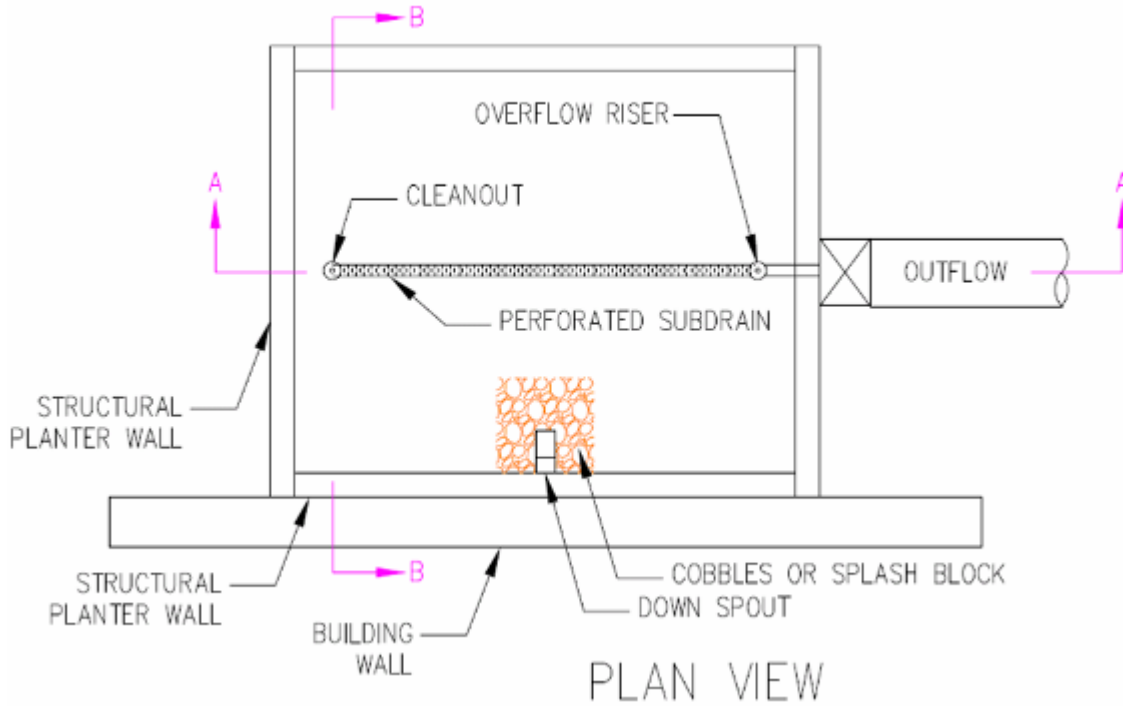 B
OVERFLOW RISER
A
A
CLEANOUT
OUTFLOW
PERFORATED SUBDRAIN
STRUCTURAL
PLANTER WALL
B
COBBLES OR SPLASH BLOCK
STRUCTURAL
PLANTER WALL
DOWN SPOUT
BUILDING
WALL
PLAN VIEW